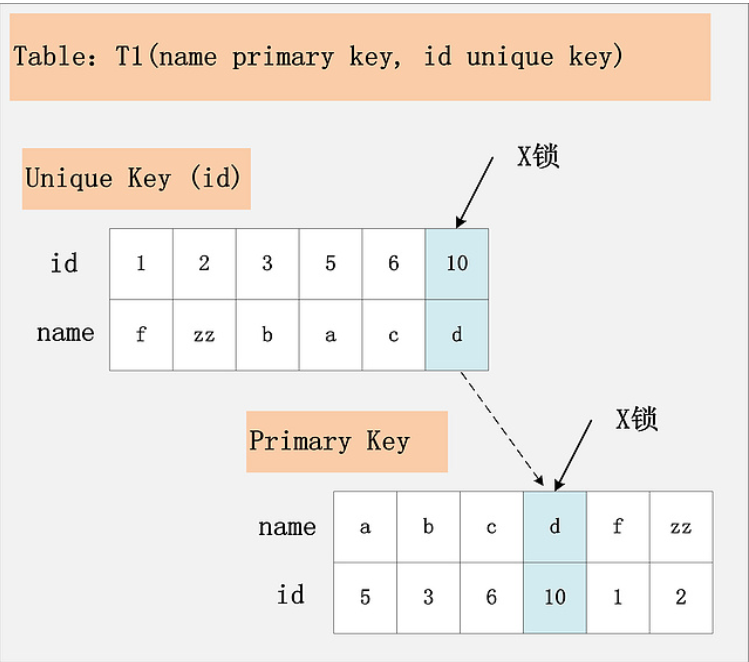 Table: T1(name primary key, id unique key)
X锁
Unique Key (id)
id 1 2 3 5 6 10
name f zz b a c d
X锁
Primary Key
name a b c d f zz
id 5 3 6 10 1 2